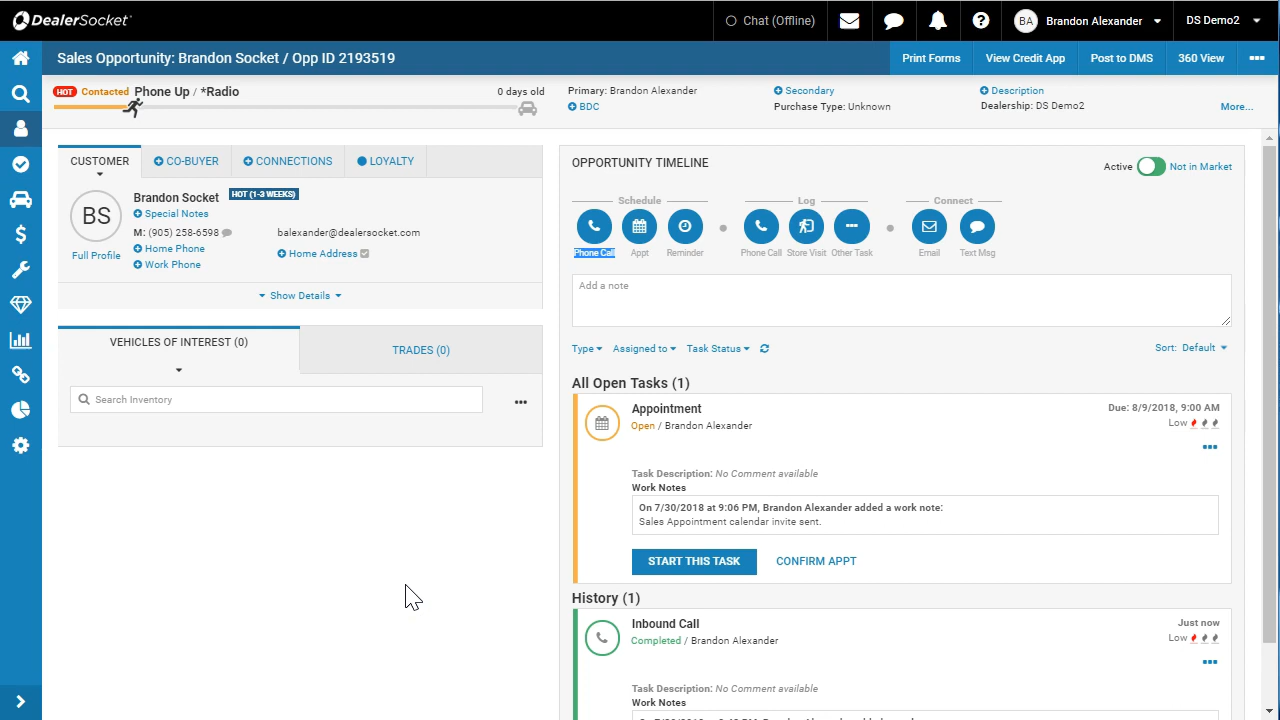 DealerSocket
Chat (Offline)
BA Brandon Alexander
DS Demo2
Sales Opportunity: Brandon Socket / Opp ID 2193519
Print Forms
View Credit App
Post to DMS
360 View
HOT Contacted Phone Up / *Radio
0 days old
Primary: Brandon Alexander
BDC
Secondary
Purchase Type: Unknown
Description
Dealership: DS Demo2
More...
CUSTOMER
CO-BUYER
CONNECTIONS
LOYALTY
BS
Full Profile
Brandon Socket HOT (1-3 WEEKS)
Special Notes
M: (905) 258-6598
balexander@dealersocket.com
Home Phone
Home Address
Work Phone
Show Details
VEHICLES OF INTEREST (0)
TRADES (0)
Search Inventory
OPPORTUNITY TIMELINE
Active
Not in Market
Schedule
Log
Connect
Phone Call
Appt
Reminder
Phone Call
Store Visit
Other Task
Email
Text Msg
Add a note
Type
Assigned to
Task Status
Sort: Default
All Open Tasks (1)
Appointment
Due: 8/9/2018, 9:00 AM
Open / Brandon Alexander
Low
Task Description: No Comment available
Work Notes
On 7/30/2018 at 9:06 PM, Brandon Alexander added a work note:
Sales Appointment calendar invite sent.
START THIS TASK
CONFIRM APPT
History (1)
Inbound Call
Just now
Completed / Brandon Alexander
Low
Task Description: No Comment available
Work Notes